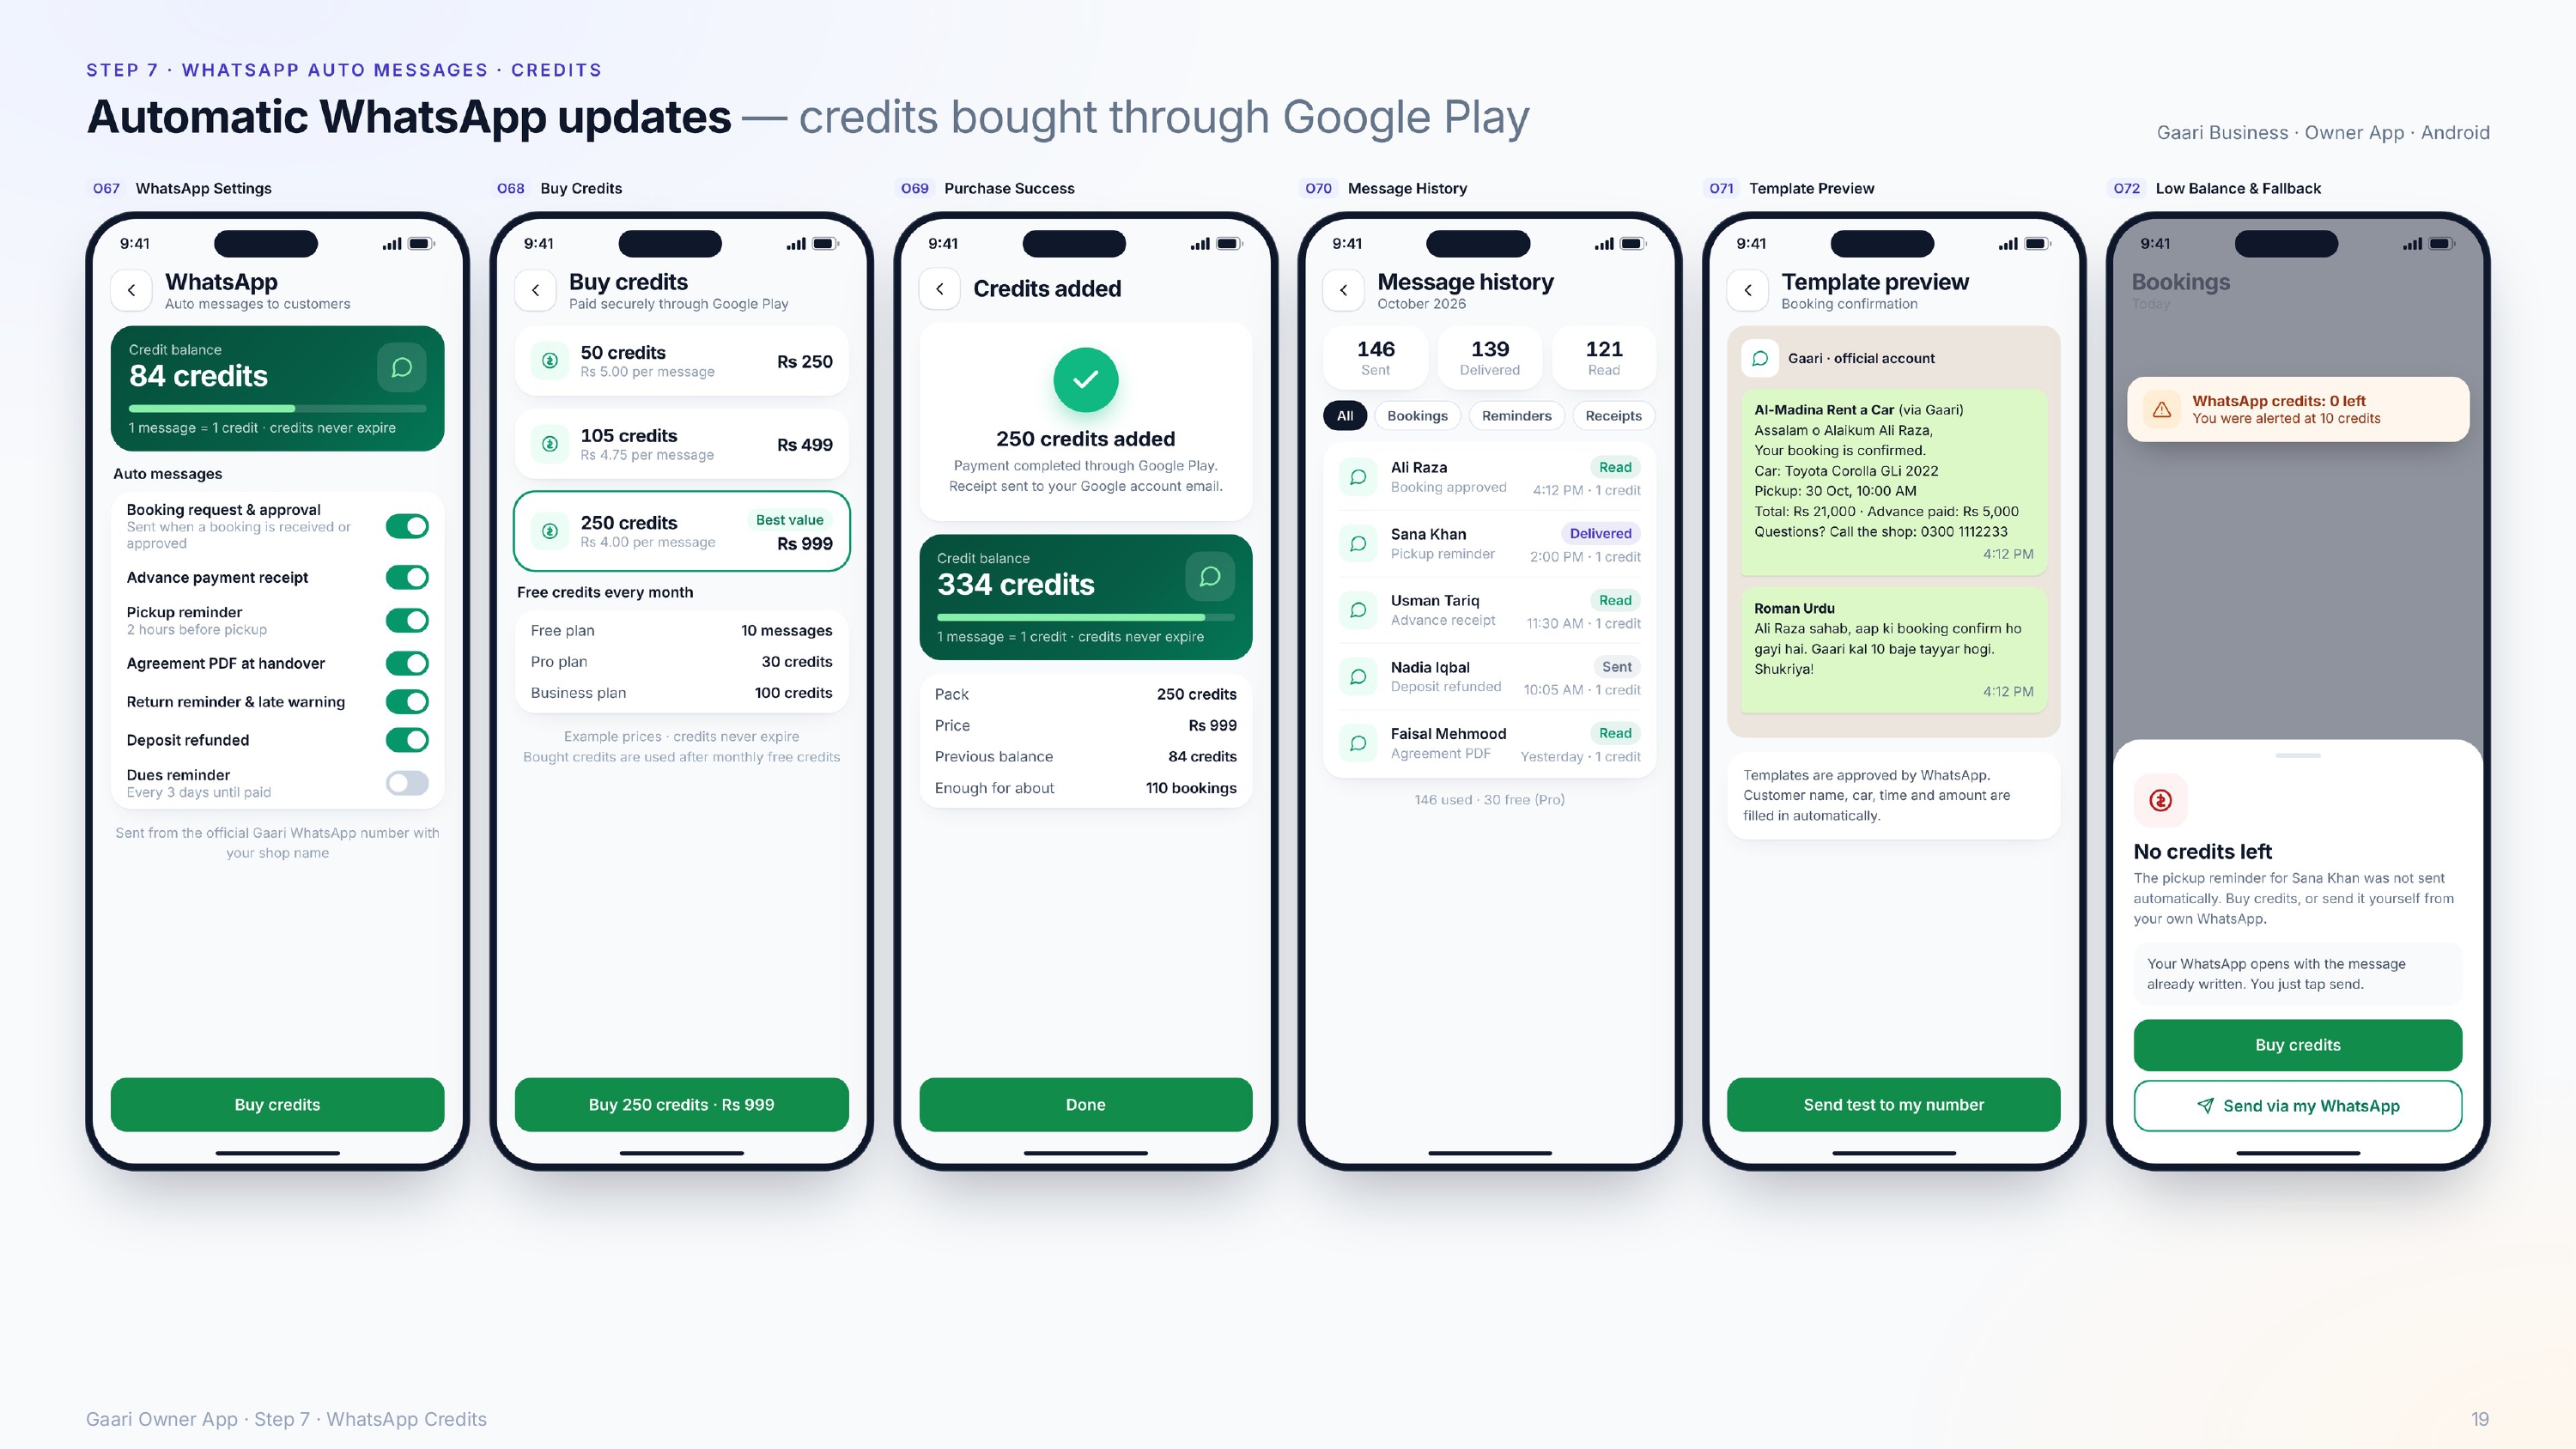 STEP 7 · WHATSAPP AUTO MESSAGES · CREDITS
Automatic WhatsApp updates — credits bought through Google Play
Gaari Business · Owner App · Android
O67 WhatsApp Settings
9:41
WhatsApp
Auto messages to customers
Credit balance
84 credits
1 message = 1 credit · credits never expire
Auto messages
Booking request & approval
Sent when a booking is received or
approved
Advance payment receipt
Pickup reminder
2 hours before pickup
Agreement PDF at handover
Return reminder & late warning
Deposit refunded
Dues reminder
Every 3 days until paid
Sent from the official Gaari WhatsApp number with
your shop name
Buy credits
O68 Buy Credits
9:41
Buy credits
Paid securely through Google Play
50 credits
Rs 5.00 per message
Rs 250
105 credits
Rs 4.75 per message
Rs 499
250 credits
Rs 4.00 per message
Best value
Rs 999
Free credits every month
Free plan 10 messages
Pro plan 30 credits
Business plan 100 credits
Example prices · credits never expire
Bought credits are used after monthly free credits
Buy 250 credits · Rs 999
O69 Purchase Success
9:41
Credits added
250 credits added
Payment completed through Google Play.
Receipt sent to your Google account email.
Credit balance
334 credits
1 message = 1 credit · credits never expire
Pack 250 credits
Price Rs 999
Previous balance 84 credits
Enough for about 110 bookings
Done
O70 Message History
9:41
Message history
October 2026
146 139 121
Sent Delivered Read
All Bookings Reminders Receipts
Ali Raza Read
Booking approved 4:12 PM · 1 credit
Sana Khan Delivered
Pickup reminder 2:00 PM · 1 credit
Usman Tariq Read
Advance receipt 11:30 AM · 1 credit
Nadia Iqbal Sent
Deposit refunded 10:05 AM · 1 credit
Faisal Mehmood Read
Agreement PDF Yesterday · 1 credit
146 used · 30 free (Pro)
O71 Template Preview
9:41
Template preview
Booking confirmation
Gaari · official account
Al-Madina Rent a Car (via Gaari)
Assalam o Alaikum Ali Raza,
Your booking is confirmed.
Car: Toyota Corolla GLi 2022
Pickup: 30 Oct, 10:00 AM
Total: Rs 21,000 · Advance paid: Rs 5,000
Questions? Call the shop: 0300 1112233
4:12 PM
Roman Urdu
Ali Raza sahab, aap ki booking confirm ho
gayi hai. Gaari kal 10 baje tayyar hogi.
Shukriya!
4:12 PM
Templates are approved by WhatsApp.
Customer name, car, time and amount are
filled in automatically.
Send test to my number
O72 Low Balance & Fallback
9:41
Bookings
Today
WhatsApp credits: 0 left
You were alerted at 10 credits
No credits left
The pickup reminder for Sana Khan was not sent
automatically. Buy credits, or send it yourself from
your own WhatsApp.
Your WhatsApp opens with the message
already written. You just tap send.
Buy credits
Send via my WhatsApp
Gaari Owner App · Step 7 · WhatsApp Credits
19